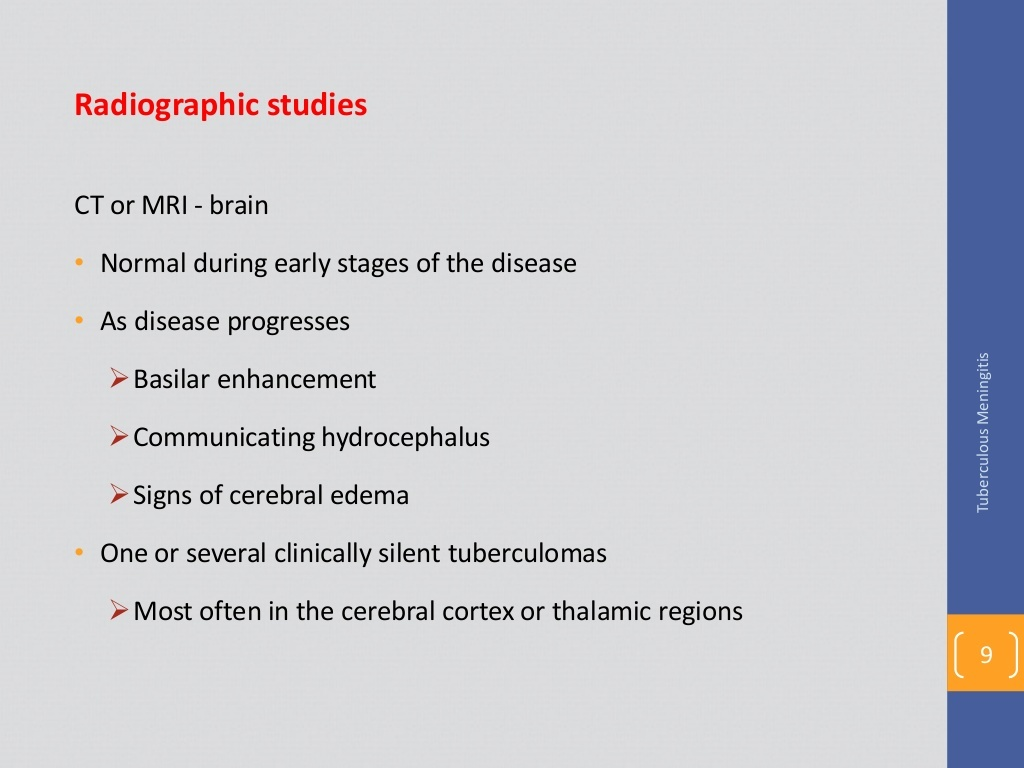 Radiographic studies
CT or MRI - brain
• Normal during early stages of the disease
• As disease progresses
➢ Basilar enhancement
➢ Communicating hydrocephalus
➢ Signs of cerebral edema
• One or several clinically silent tuberculomas
➢ Most often in the cerebral cortex or thalamic regions
Tuberculous Meningitis
9